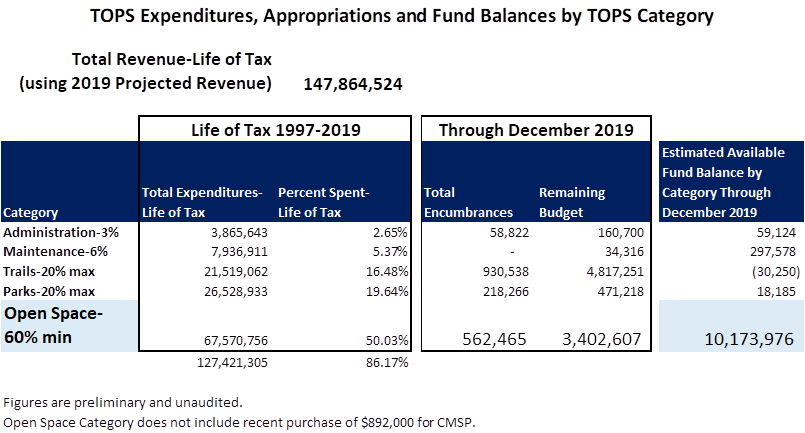 TOPS Expenditures, Appropriations and Fund Balances by TOPS Category
Total Revenue-Life of Tax
(using 2019 Projected Revenue) 147,864,524
Life of Tax 1997-2019 Through December 2019
Category Total Expenditures-Life of Tax Percent Spent-Life of Tax Total Encumbrances Remaining Budget Estimated Available Fund Balance by Category Through December 2019
Administration-3% 3,865,643 2.65% 58,822 160,700 59,124
Maintenance-6% 7,936,911 5.37% - 34,316 297,578
Trails-20% max 21,519,062 16.48% 930,538 4,817,251 (30,250)
Parks-20% max 26,528,933 19.64% 218,266 471,218 18,185
Open Space-
60% min 67,570,756 50.03% 562,465 3,402,607 10,173,976
127,421,305 86.17%
Figures are preliminary and unaudited.
Open Space Category does not include recent purchase of $892,000 for CMSP.